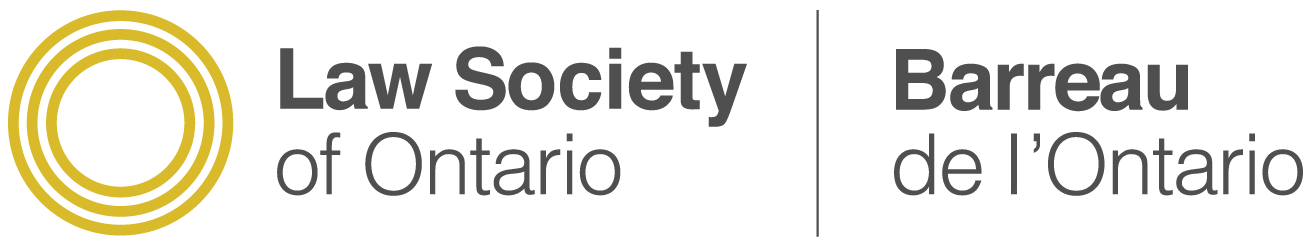 Law Society
of Ontario
Barreau
de l’Ontario